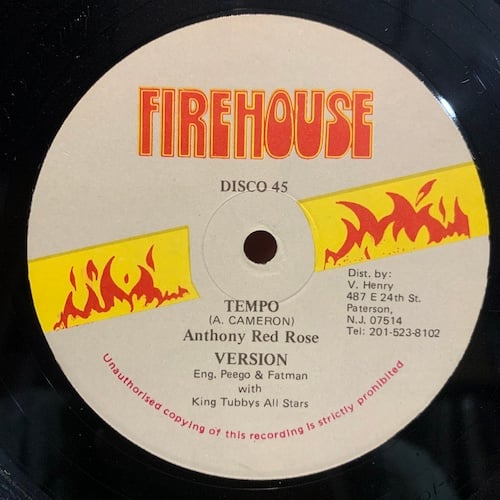 FIREHOUSE
DISCO 45
TEMPO
(A. CAMERON)
Anthony Red Rose
VERSION
Eng. Peego & Fatman
with
King Tubbys All Stars
Dist. by:
V. Henry
487 E 24th St.
Paterson,
N.J. 07514
Tel: 201-523-8102
Unauthorised copying of this recording is strictly prohibited